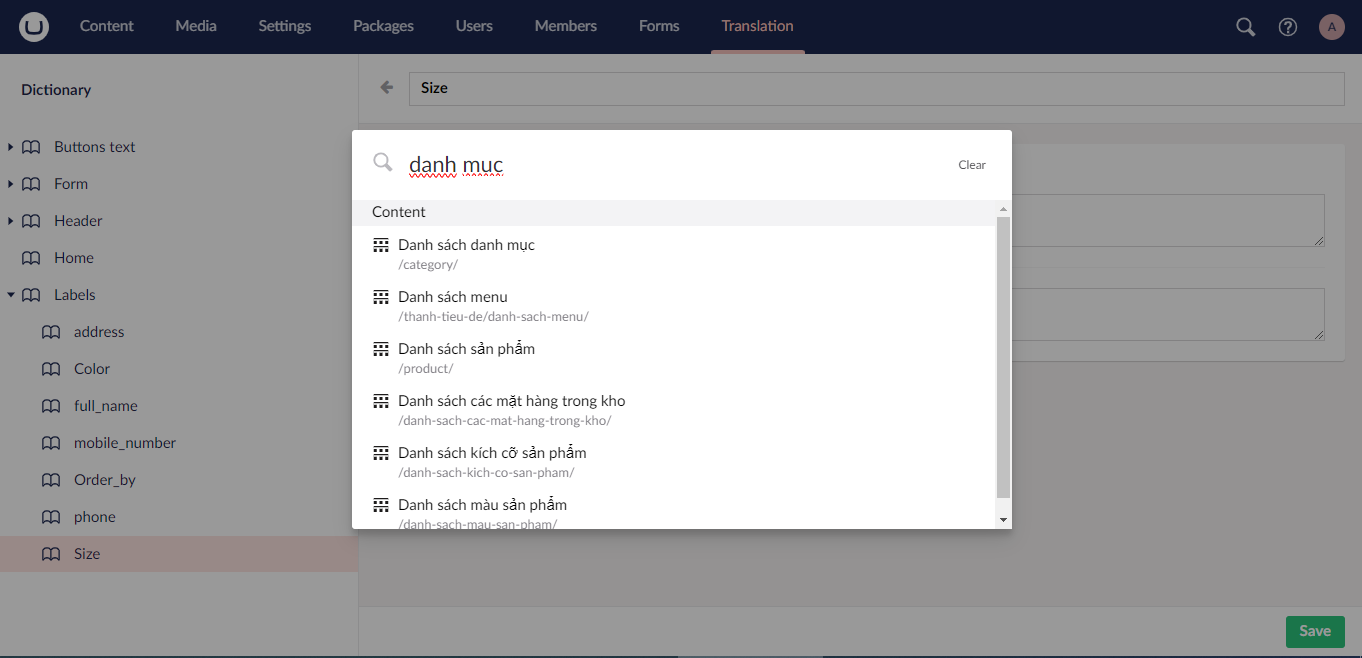 Content Media Settings Packages Users Members Forms Translation A
Dictionary
Size
Buttons text
Form
Header
Home
Labels
address
Color
full_name
mobile_number
Order_by
phone
Size
danh muc
Clear
Content
Danh sách danh mục
/category/
Danh sách menu
/thanh-tieu-de/danh-sach-menu/
Danh sách sản phẩm
/product/
Danh sách các mặt hàng trong kho
/danh-sach-cac-mat-hang-trong-kho/
Danh sách kích cỡ sản phẩm
/danh-sach-kich-co-san-pham/
Danh sách màu sản phẩm
/danh-sach-mau-san-pham/
Save